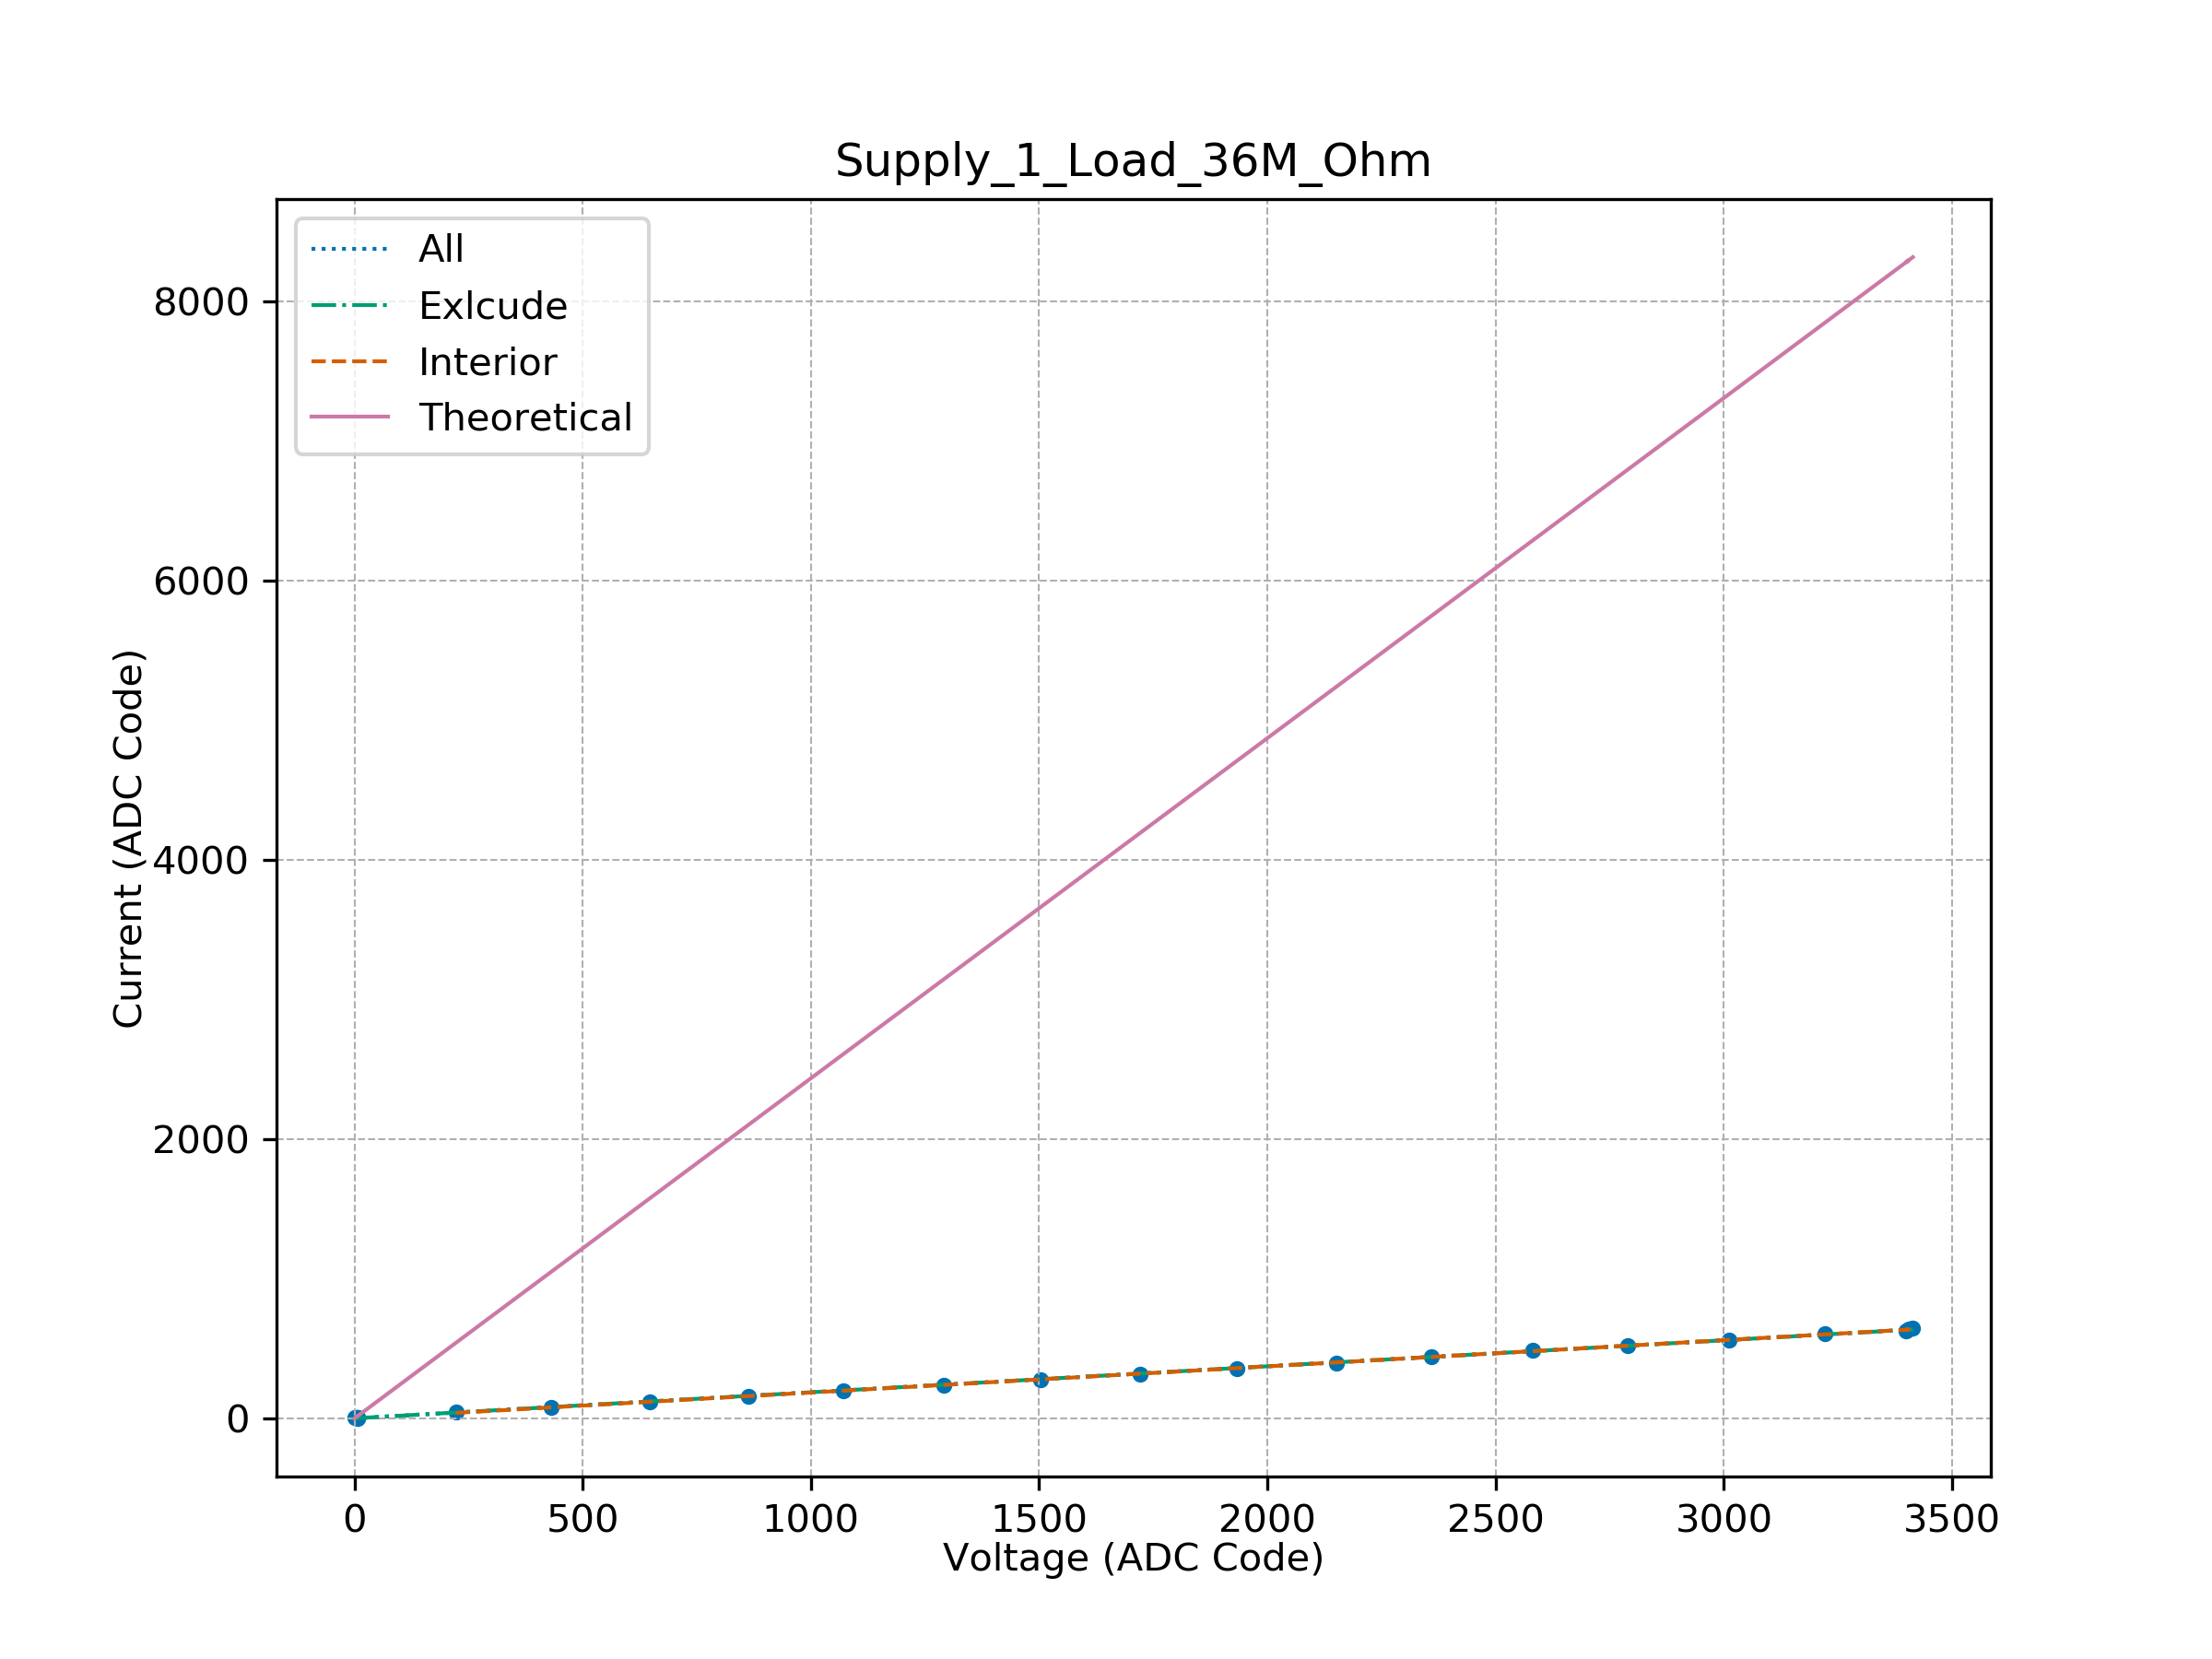 Supply_1_Load_36M_Ohm
All
Exlcude
Interior
Theoretical
8000
6000
4000
2000
0
Current (ADC Code)
0 500 1000 1500 2000 2500 3000 3500
Voltage (ADC Code)